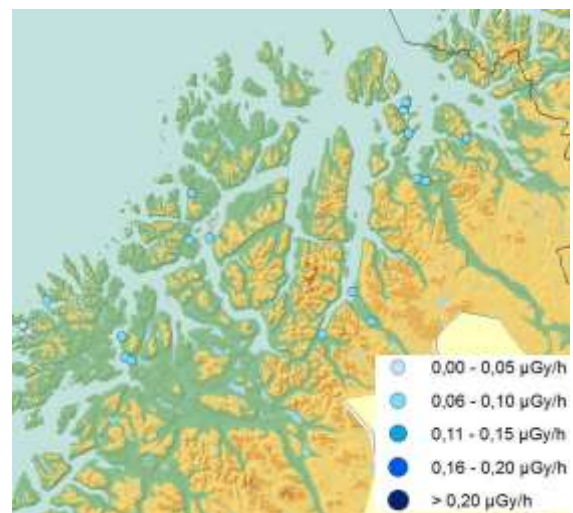 0,00 - 0,05 µGy/h
0,06 - 0,10 µGy/h
0,11 - 0,15 µGy/h
0,16 - 0,20 µGy/h
> 0,20 µGy/h